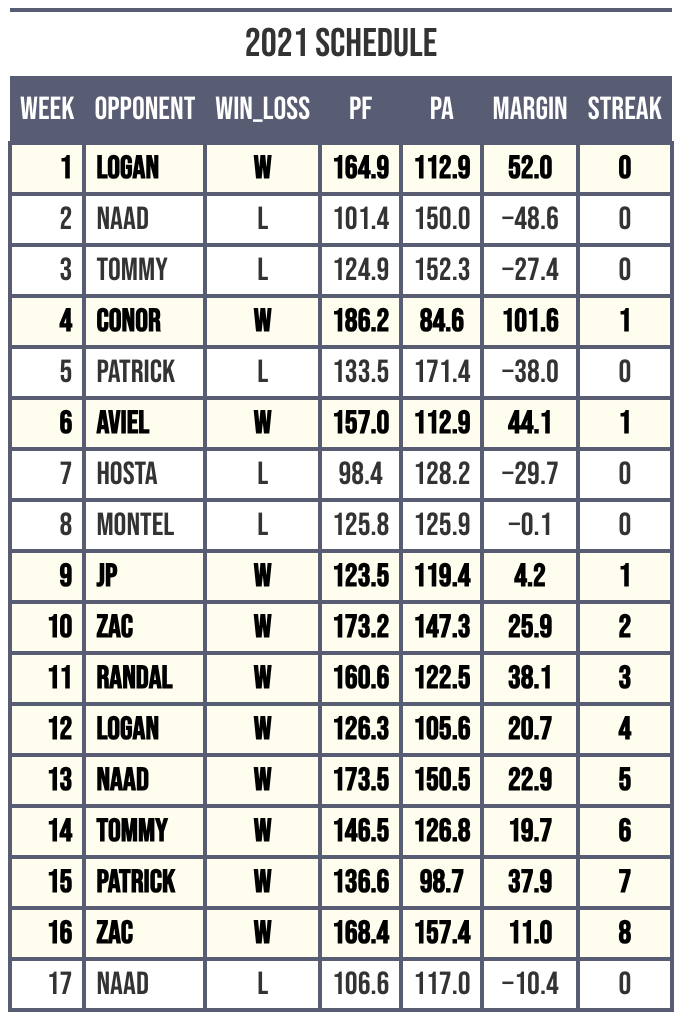 2021 SCHEDULE
WEEK OPPONENT WIN_LOSS PF PA MARGIN STREAK
1 LOGAN W 164.9 112.9 52.0 0
2 NAAD L 101.4 150.0 −48.6 0
3 TOMMY L 124.9 152.3 −27.4 0
4 CONOR W 186.2 84.6 101.6 1
5 PATRICK L 133.5 171.4 −38.0 0
6 AVIEL W 157.0 112.9 44.1 1
7 HOSTA L 98.4 128.2 −29.7 0
8 MONTEL L 125.8 125.9 −0.1 0
9 JP W 123.5 119.4 4.2 1
10 ZAC W 173.2 147.3 25.9 2
11 RANDAL W 160.6 122.5 38.1 3
12 LOGAN W 126.3 105.6 20.7 4
13 NAAD W 173.5 150.5 22.9 5
14 TOMMY W 146.5 126.8 19.7 6
15 PATRICK W 136.6 98.7 37.9 7
16 ZAC W 168.4 157.4 11.0 8
17 NAAD L 106.6 117.0 −10.4 0